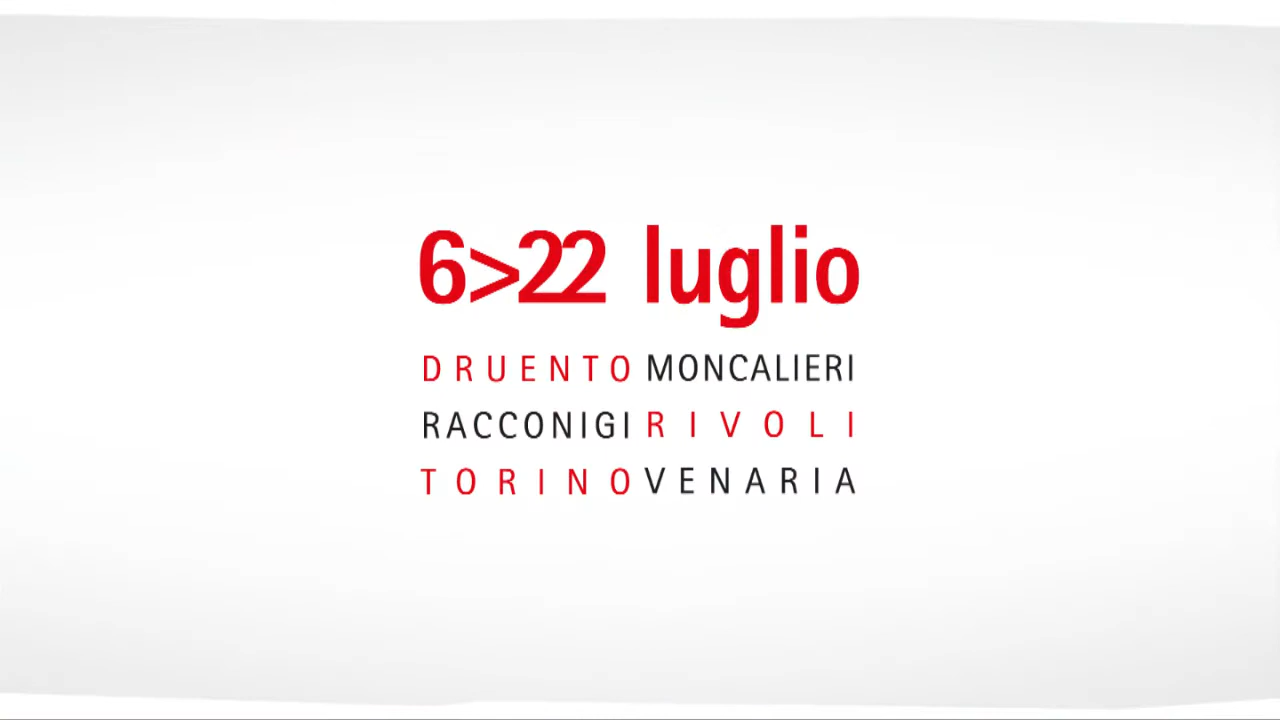 6>22 luglio
DRUENTO MONCALIERI
RACCONIGI RIVOLI
TORINO VENARIA